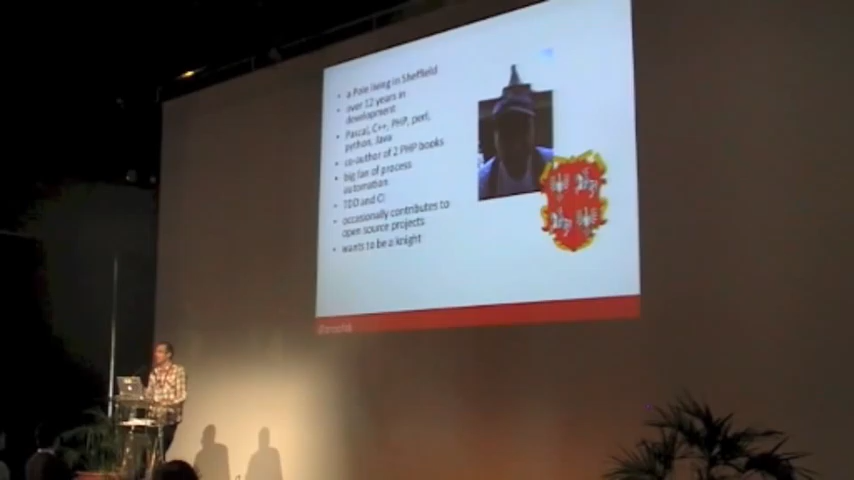 • a Pole living in Sheffield
• over 12 years in
development
• Pascal, C++, PHP, perl,
python, Java
• co-author of 2 PHP books
• big fan of process
automation
• TDD and CI
• occasionally contributes to
open source projects
• wants to be a knight